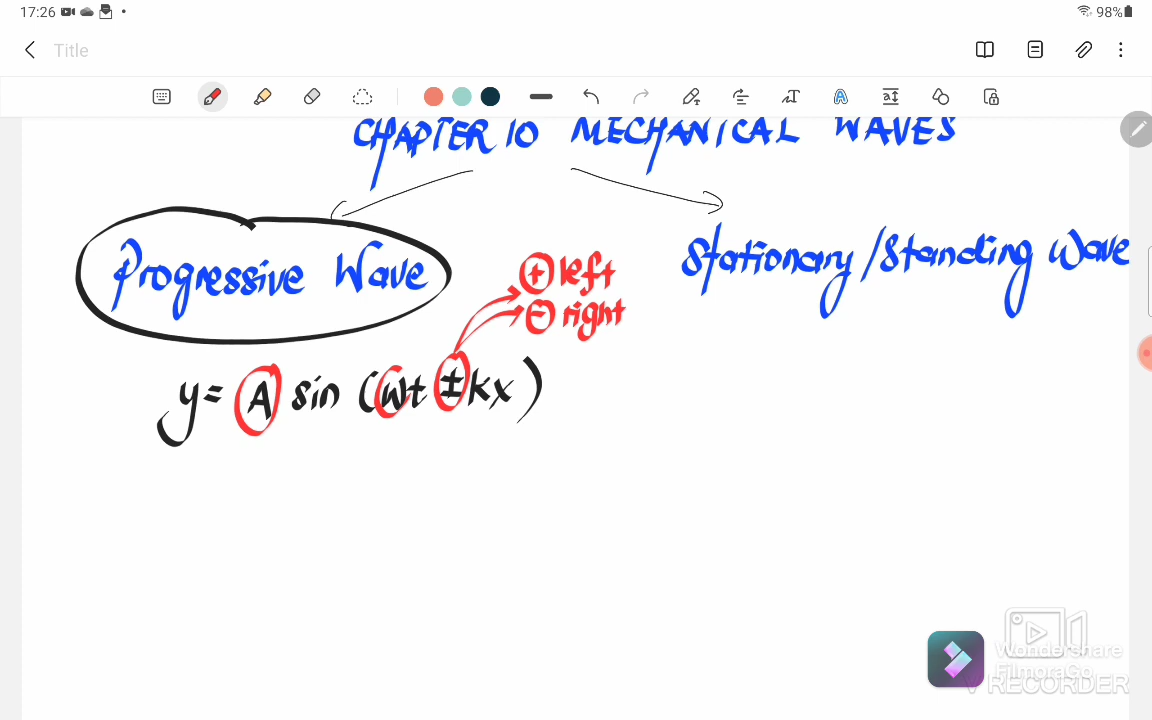 17:26 98%
Title
CHAPTER 10 MECHANICAL WAVES
Progressive Wave
Stationary/Standing Wave
⊕ left
⊖ right
y= A sin (ωt ± kx)
Wondershare
FilmoraGo
V RECORDER